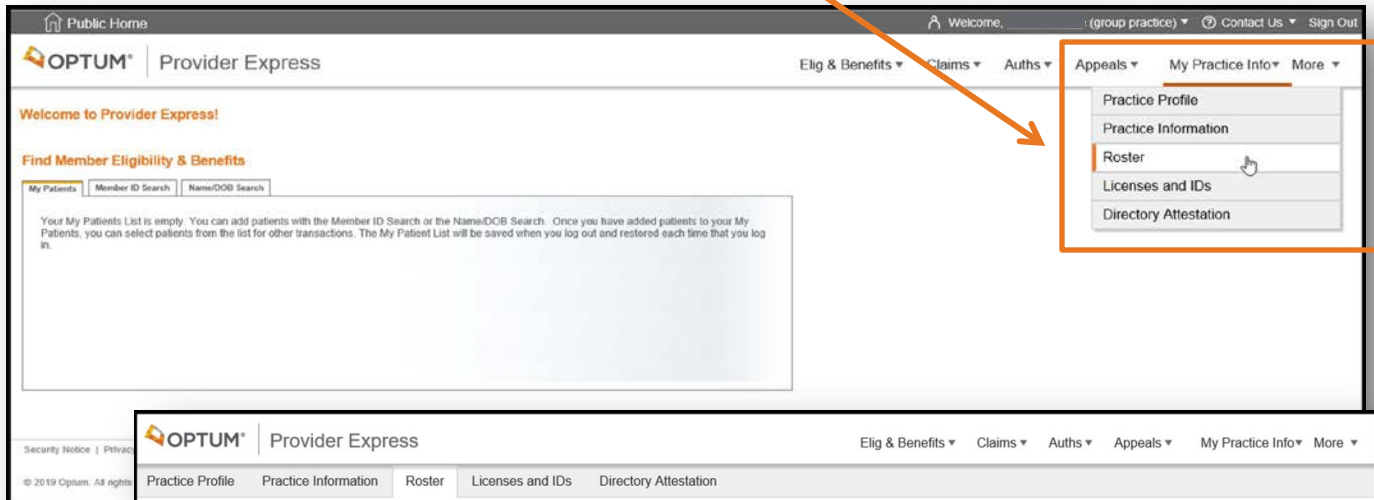 Public Home
Welcome, (group practice) Contact Us Sign Out
OPTUM® Provider Express
Elig & Benefits Claims Auths Appeals My Practice Info More
Practice Profile
Practice Information
Roster
Licenses and IDs
Directory Attestation
Welcome to Provider Express!
Find Member Eligibility & Benefits
My Patients Member ID Search Name/DOB Search
Your My Patients List is empty. You can add patients with the Member ID Search or the Name/DOB Search. Once you have added patients to your My
Patients, you can select patients from the list for other transactions. The My Patient List will be saved when you log out and restored each time that you log
in.
Security Notice | Privacy
© 2019 Optum. All rights
OPTUM® Provider Express
Elig & Benefits Claims Auths Appeals My Practice Info More
Practice Profile Practice Information Roster Licenses and IDs Directory Attestation